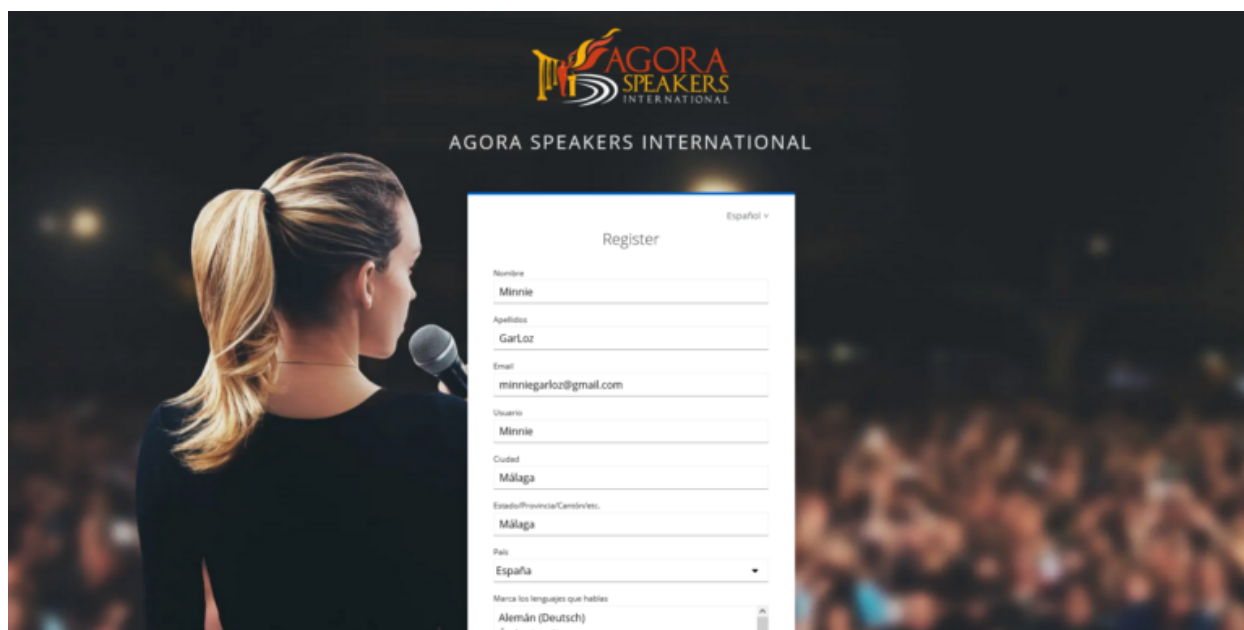 AGORA
SPEAKERS
INTERNATIONAL
AGORA SPEAKERS INTERNATIONAL
Español
Register
Nombre
Minnie
Apellidos
GarLoz
Email
minniegarloz@gmail.com
Usuario
Minnie
Ciudad
Málaga
Estado/Provincia/Cantón/etc.
Málaga
País
España
Marca los lenguajes que hablas
Alemán (Deutsch)